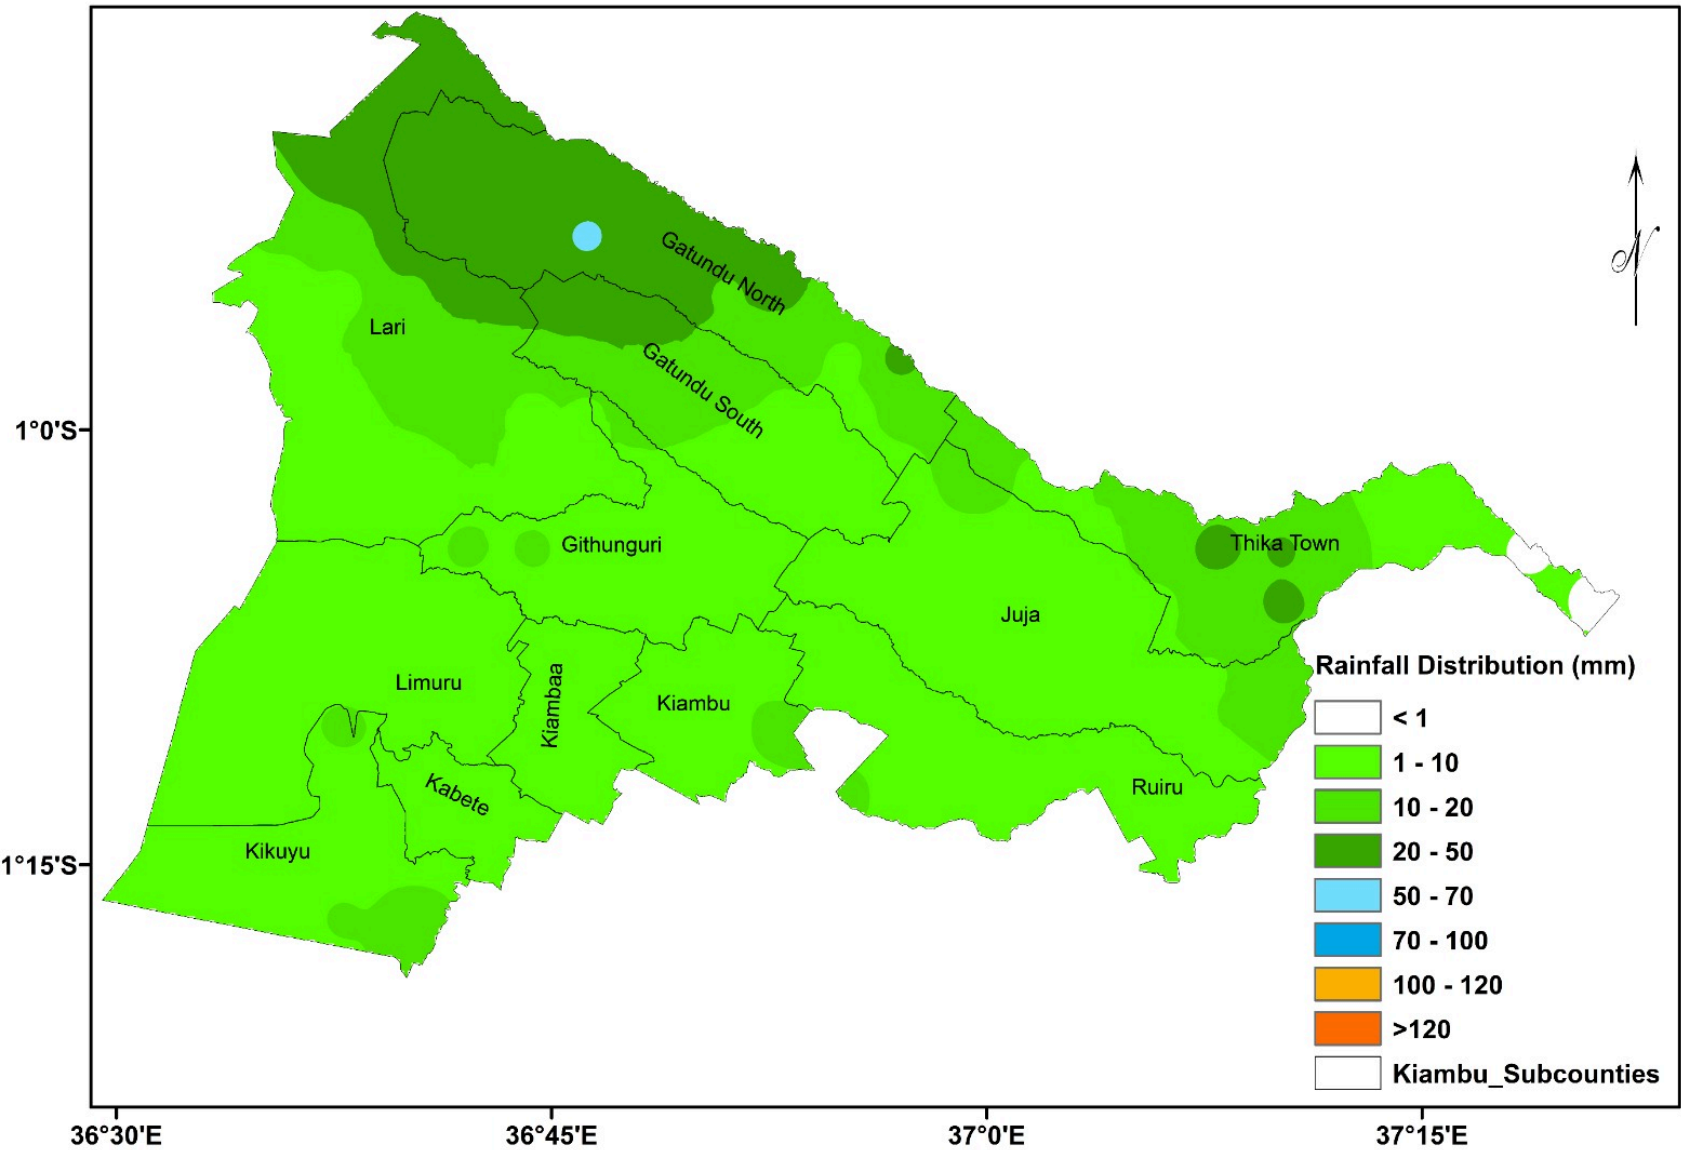 N
Gatundu North
Lari
Gatundu South
1°0'S
Githunguri
Thika Town
Juja
Limuru
Kiambaa
Kiambu
Kabete
Ruiru
Kikuyu
1°15'S
Rainfall Distribution (mm)
< 1
1 - 10
10 - 20
20 - 50
50 - 70
70 - 100
100 - 120
>120
Kiambu_Subcounties
36°30'E
36°45'E
37°0'E
37°15'E